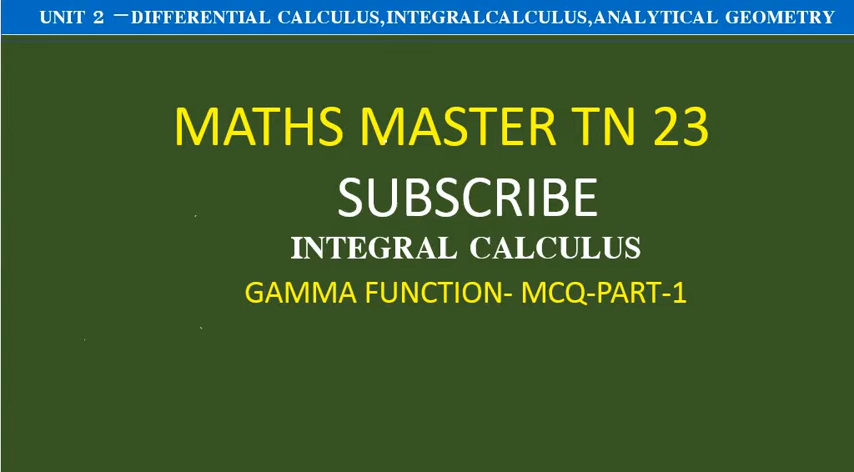 UNIT 2 -DIFFERENTIAL CALCULUS,INTEGRALCALCULUS,ANALYTICAL GEOMETRY
MATHS MASTER TN 23
SUBSCRIBE
INTEGRAL CALCULUS
GAMMA FUNCTION- MCQ-PART-1